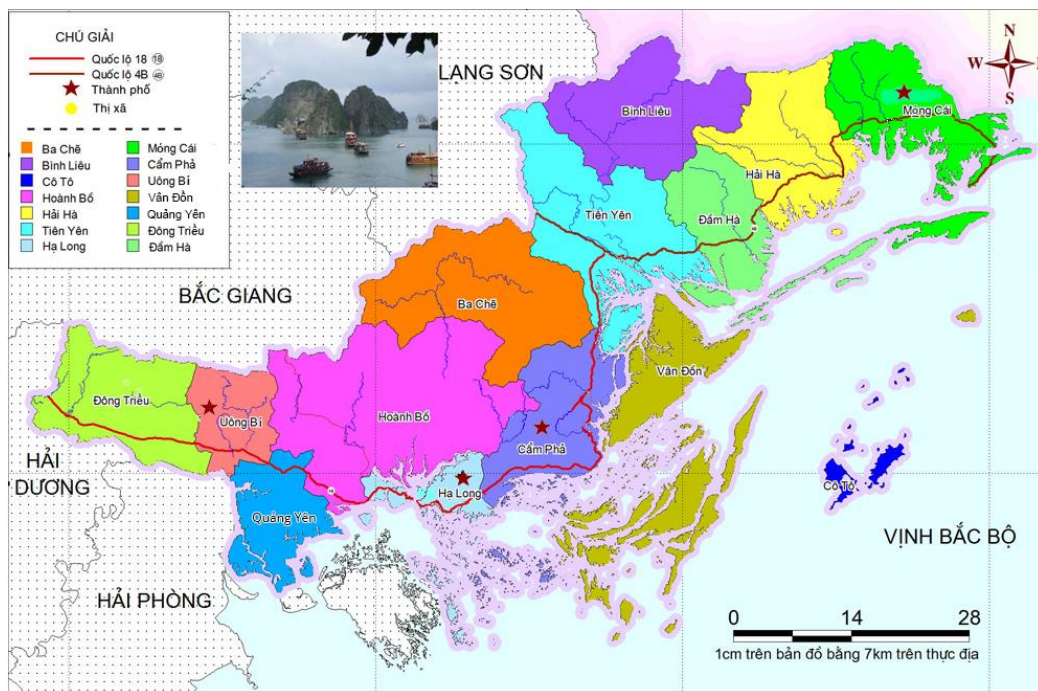 CHÚ GIẢI
Quốc lộ 18 18
Quốc lộ 4B 4B
Thành phố
Thị xã
Ba Chẽ
Móng Cái
Bình Liêu
Cẩm Phả
Cô Tô
Uông Bí
Hoành Bồ
Vân Đồn
Hải Hà
Quảng Yên
Tiên Yên
Đông Triều
Hạ Long
Đầm Hà
LẠNG SƠN
N
W
S
Bình Liêu
Móng Cái
Hải Hà
Tiên Yên
Đầm Hà
BẮC GIANG
Ba Chẽ
Vân Đồn
Đông Triều
Uông Bí
Hoành Bồ
Cẩm Phả
HẢI
DƯƠNG
Hạ Long
Cô Tô
Quảng Yên
VỊNH BẮC BỘ
HẢI PHÒNG
0 14 28
1cm trên bản đồ bằng 7km trên thực địa